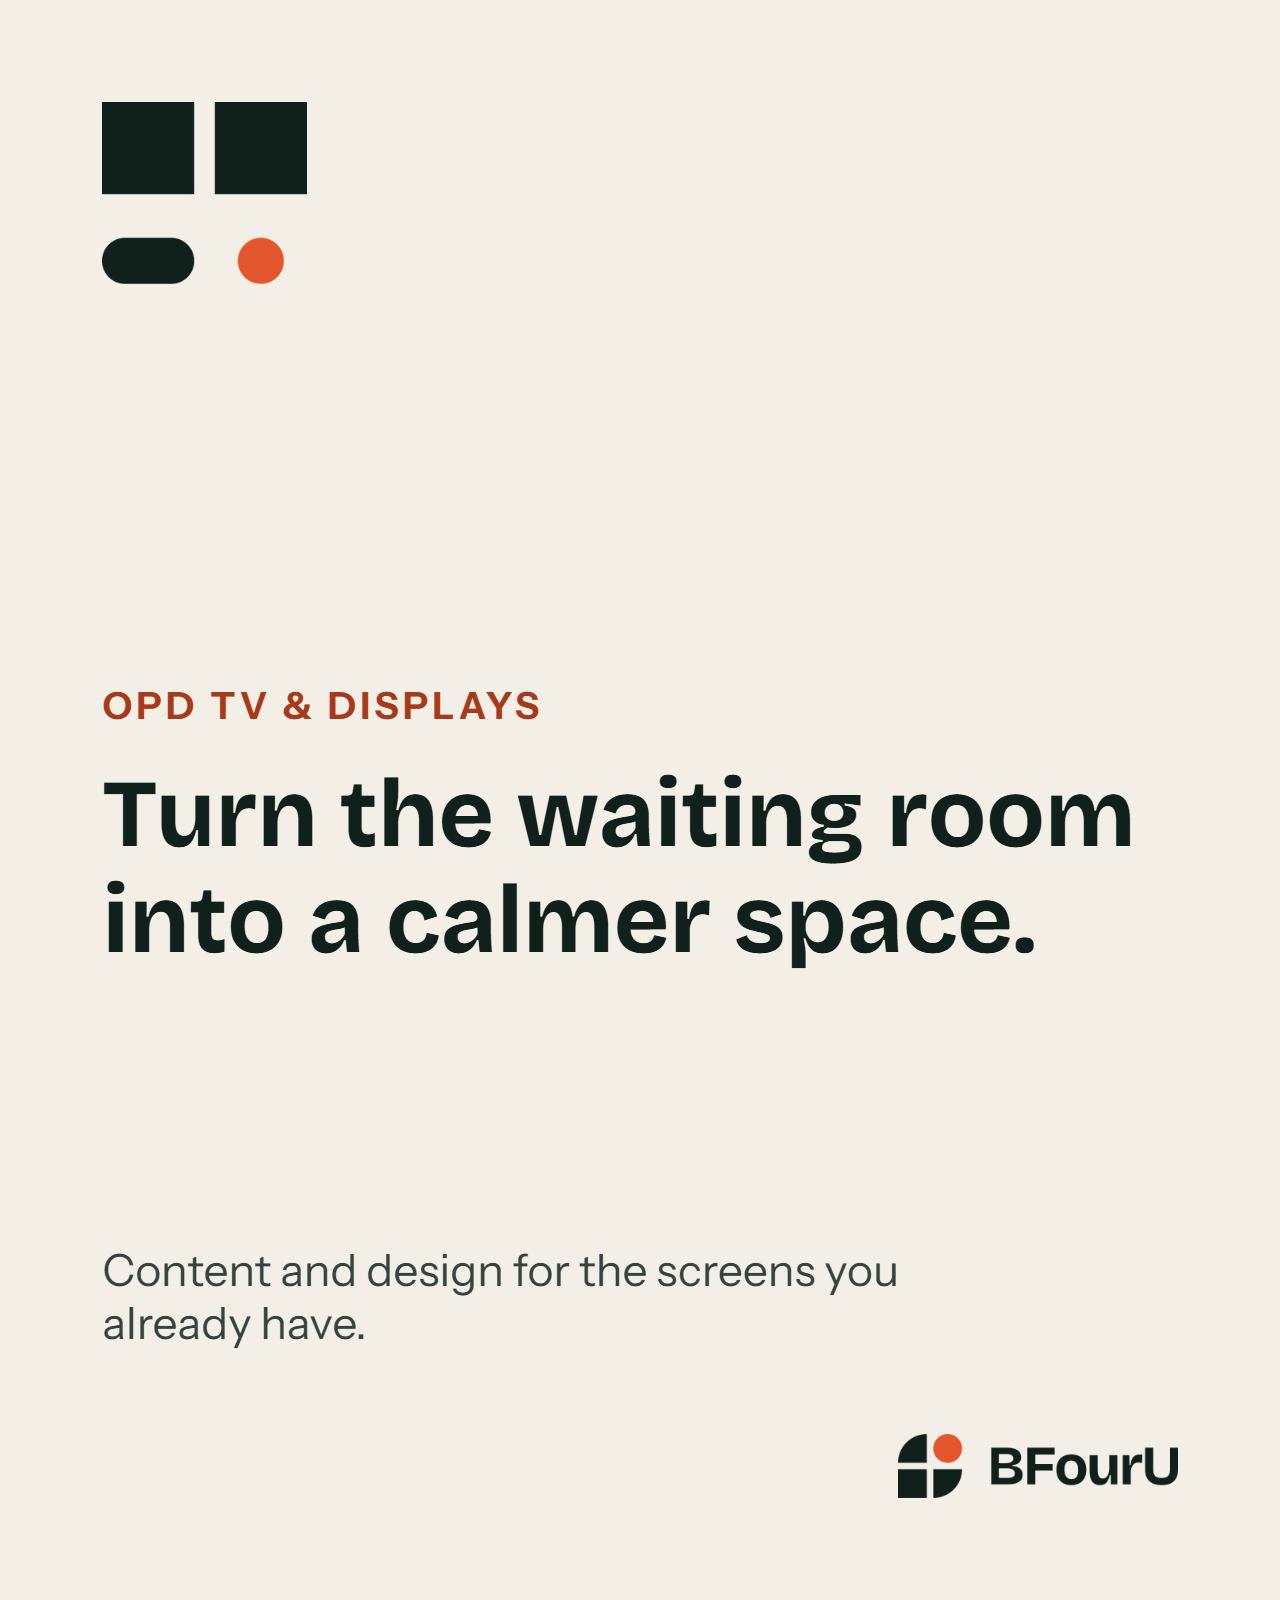 OPD TV & DISPLAYS
Turn the waiting room
into a calmer space.
Content and design for the screens you
already have.
BFourU